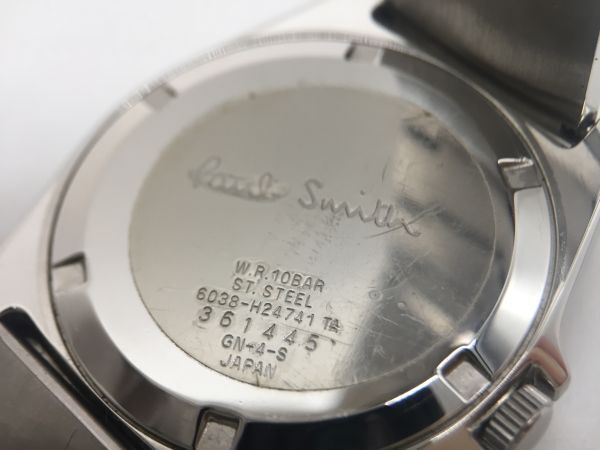 Paul Smith
W.R.10BAR
ST. STEEL
6038-H24741 TA
361445
GN-4-S
JAPAN